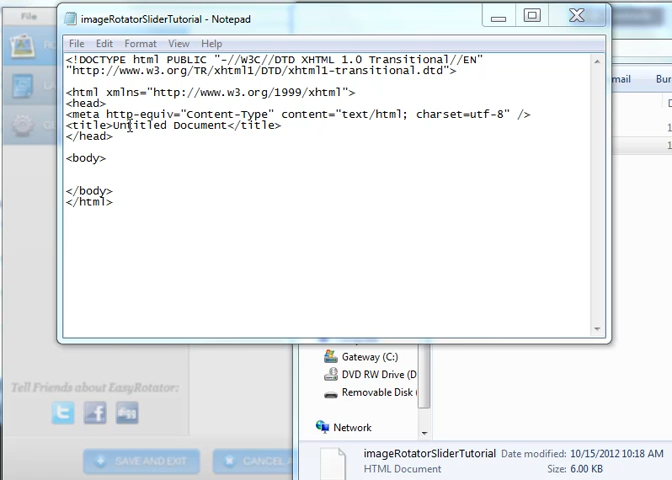 imageRotatorSliderTutorial - Notepad
File Edit Format View Help
<!DOCTYPE html PUBLIC "-//W3C//DTD XHTML 1.0 Transitional//EN"
"http://www.w3.org/TR/xhtml1/DTD/xhtml1-transitional.dtd">
<html xmlns="http://www.w3.org/1999/xhtml">
<head>
<meta http-equiv="Content-Type" content="text/html; charset=utf-8" />
<title>Untitled Document</title>
</head>
<body>
</body>
</html>
File
mail
Bur
1
1
Gateway (C:)
DVD RW Drive (D
Removable Disk (
Network
Tell Friends about EasyRotator:
SAVE AND EXIT
CANCEL A
imageRotatorSliderTutorial Date modified: 10/15/2012 10:18 AM
HTML Document Size: 6.00 KB